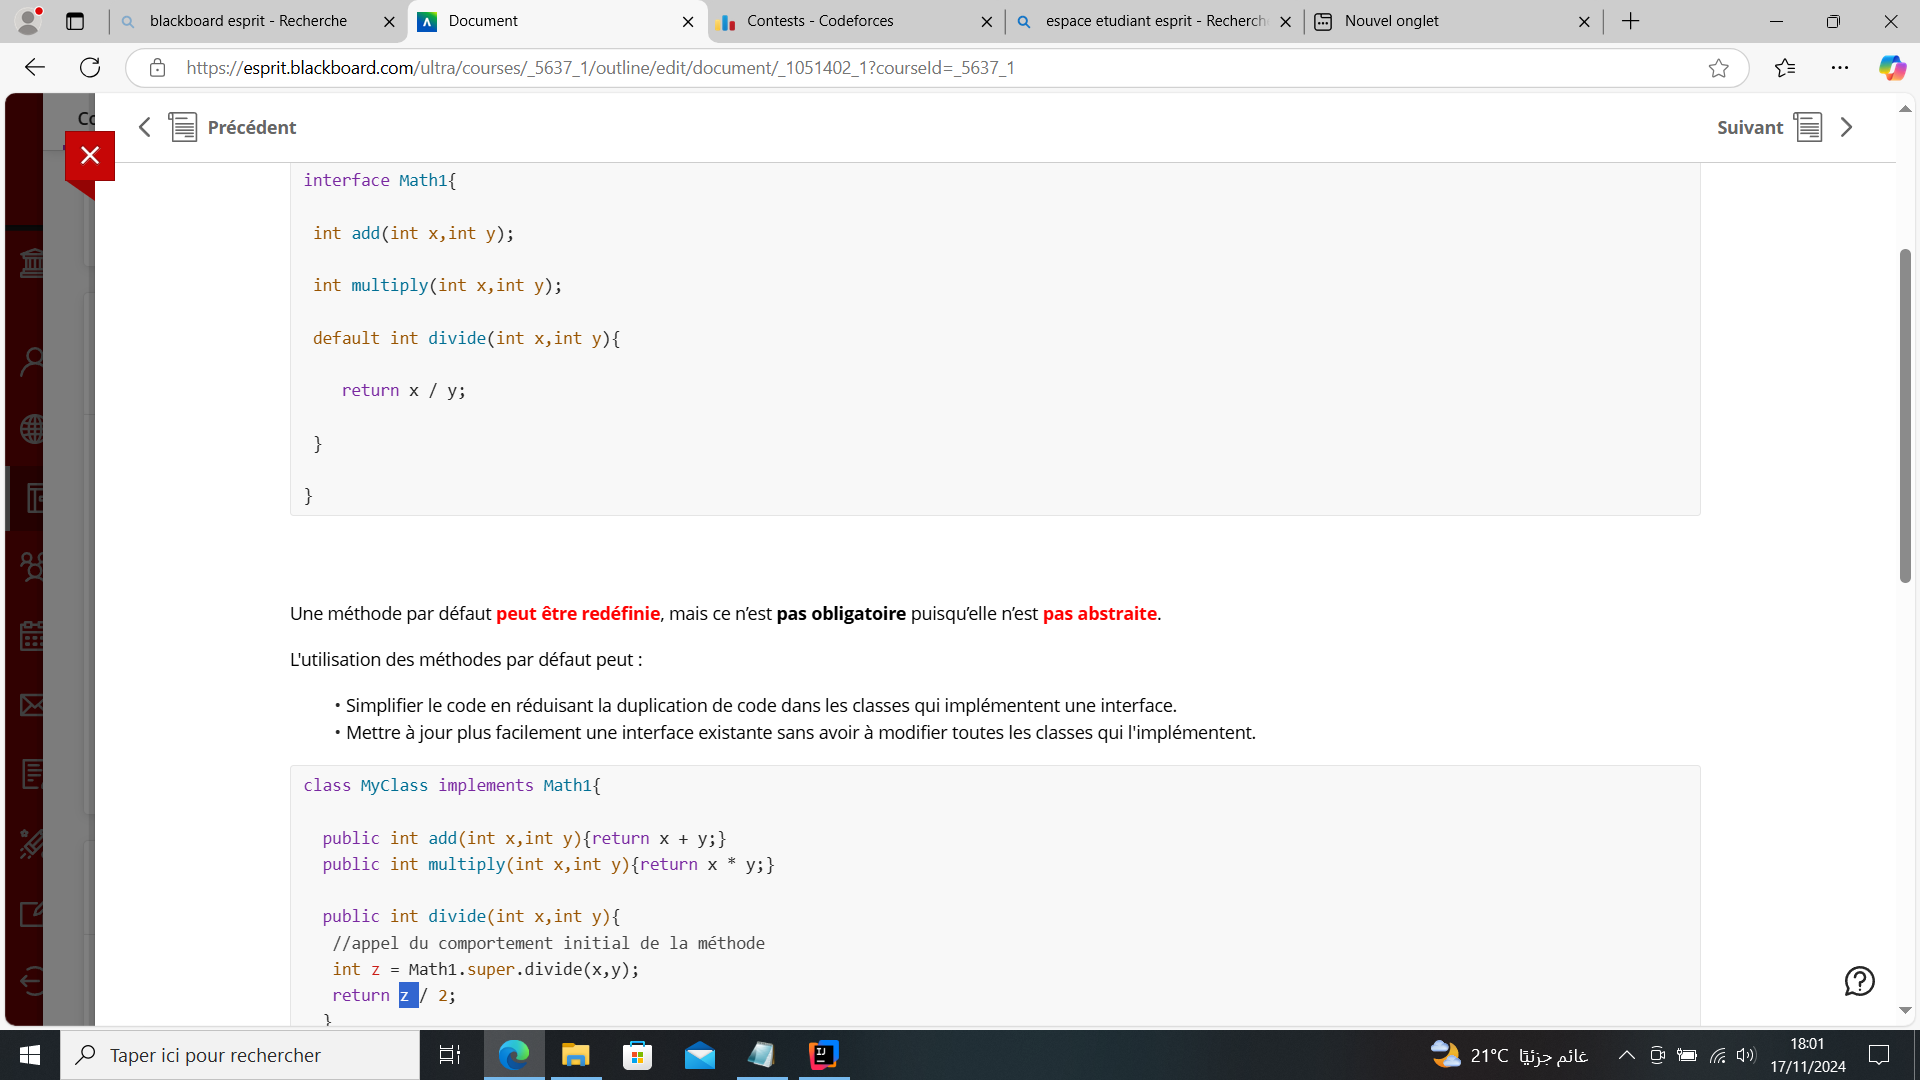 blackboard esprit - Recherche
Document
Contests - Codeforces
espace etudiant esprit - Recherch
Nouvel onglet
https://esprit.blackboard.com/ultra/courses/_5637_1/outline/edit/document/_1051402_1?courseId=_5637_1
Co
Précédent
Suivant
interface Math1{
int add(int x,int y);
int multiply(int x,int y);
default int divide(int x,int y){
return x / y;
}
}
Une méthode par défaut peut être redéfinie, mais ce n’est pas obligatoire puisqu’elle n’est pas abstraite.
L'utilisation des méthodes par défaut peut :
• Simplifier le code en réduisant la duplication de code dans les classes qui implémentent une interface.
• Mettre à jour plus facilement une interface existante sans avoir à modifier toutes les classes qui l'implémentent.
class MyClass implements Math1{
public int add(int x,int y){return x + y;}
public int multiply(int x,int y){return x * y;}
public int divide(int x,int y){
//appel du comportement initial de la méthode
int z = Math1.super.divide(x,y);
return z / 2;
}
Taper ici pour rechercher
21°C غائم جزئيًا
18:01
17/11/2024